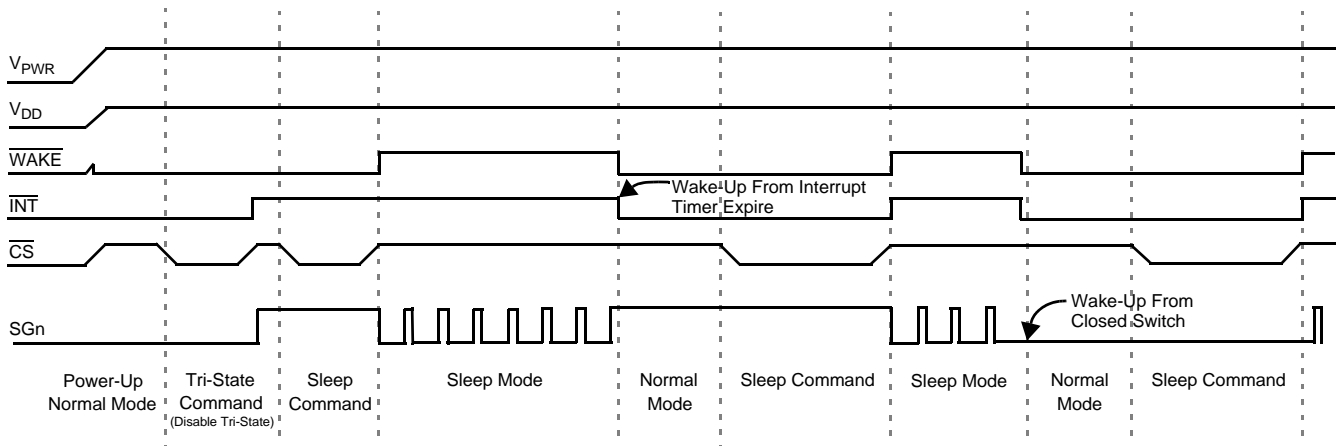 VPWR
VDD
WAKE
INT
Wake-Up From Interrupt
Timer Expire
CS
SGn
Wake-Up From
Closed Switch
Power-Up
Normal Mode
Tri-State
Command
(Disable Tri-State)
Sleep
Command
Sleep Mode
Normal
Mode
Sleep Command
Sleep Mode
Normal
Mode
Sleep Command